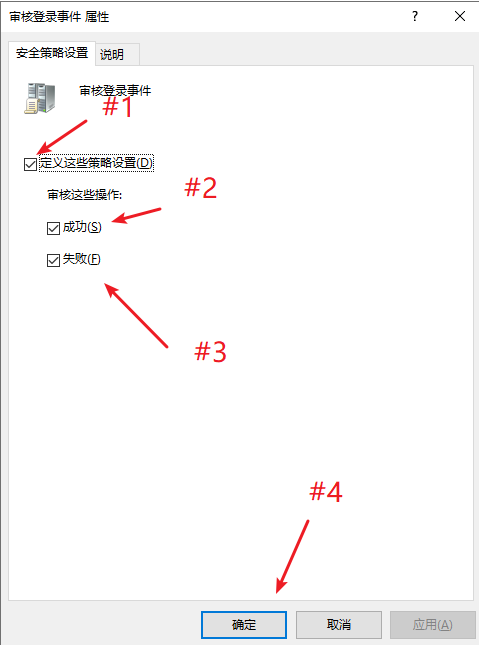 审核登录事件 属性
?
安全策略设置 说明
审核登录事件
#1
定义这些策略设置(D)
审核这些操作:
#2
成功(S)
失败(F)
#3
#4
确定 取消 应用(A)